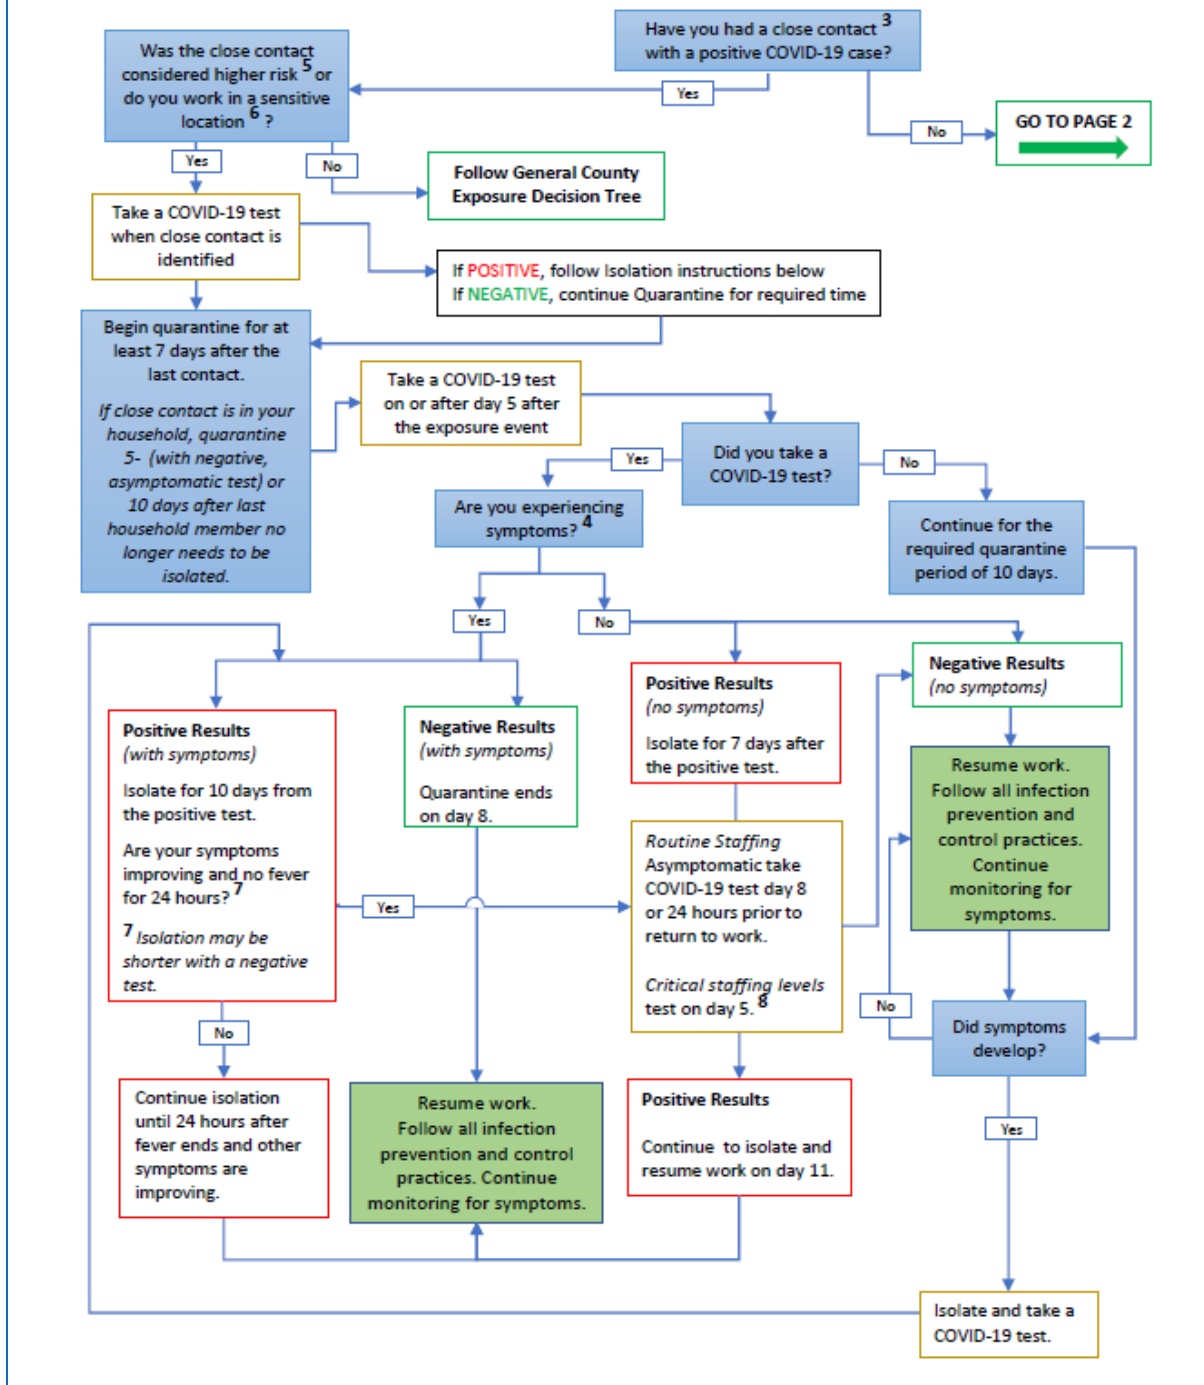 Have you had a close contact 3
with a positive COVID-19 case?
Was the close contact
considered higher risk 5 or
do you work in a sensitive
location 6 ?
Yes
No
GO TO PAGE 2
Yes
No
Follow General County
Exposure Decision Tree
Take a COVID-19 test
when close contact is
identified
If POSITIVE, follow Isolation instructions below
If NEGATIVE, continue Quarantine for required time
Begin quarantine for at
least 7 days after the
last contact.
If close contact is in your
household, quarantine
5- (with negative,
asymptomatic test) or
10 days after last
household member no
longer needs to be
isolated.
Take a COVID-19 test
on or after day 5 after
the exposure event
Did you take a
COVID-19 test?
Yes
No
Are you experiencing
symptoms? 4
Continue for the
required quarantine
period of 10 days.
Yes
No
Positive Results
(with symptoms)
Isolate for 10 days from
the positive test.
Are your symptoms
improving and no fever
for 24 hours? 7
7 Isolation may be
shorter with a negative
test.
Negative Results
(with symptoms)
Quarantine ends
on day 8.
Positive Results
(no symptoms)
Isolate for 7 days after
the positive test.
Negative Results
(no symptoms)
Resume work.
Follow all infection
prevention and
control practices.
Continue
monitoring for
symptoms.
Routine Staffing
Asymptomatic take
COVID-19 test day 8
or 24 hours prior to
return to work.
Critical staffing levels
test on day 5. 8
Yes
No
No
Did symptoms
develop?
Continue isolation
until 24 hours after
fever ends and other
symptoms are
improving.
Resume work.
Follow all infection
prevention and control
practices. Continue
monitoring for symptoms.
Positive Results
Continue to isolate and
resume work on day 11.
Yes
Isolate and take a
COVID-19 test.